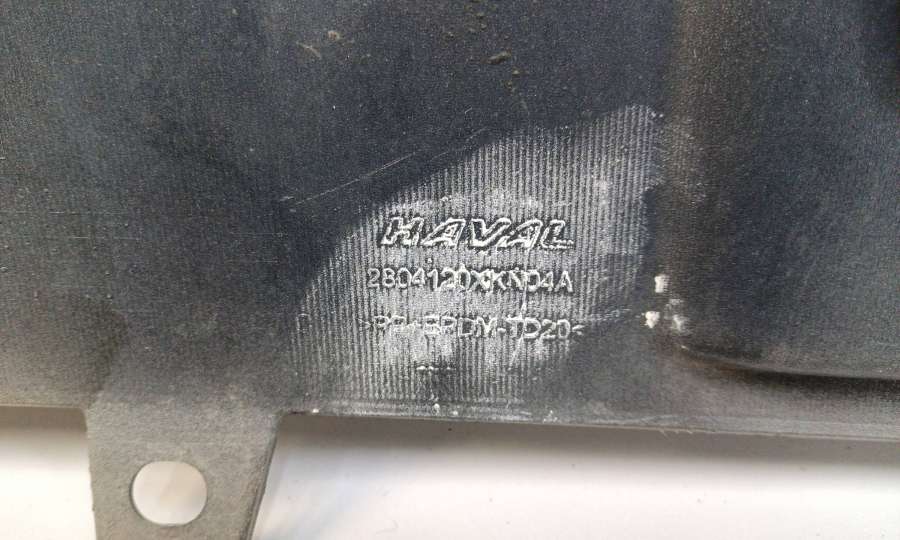 HAVAL
2804120XKN04A
>PP+EPDM-TD20<